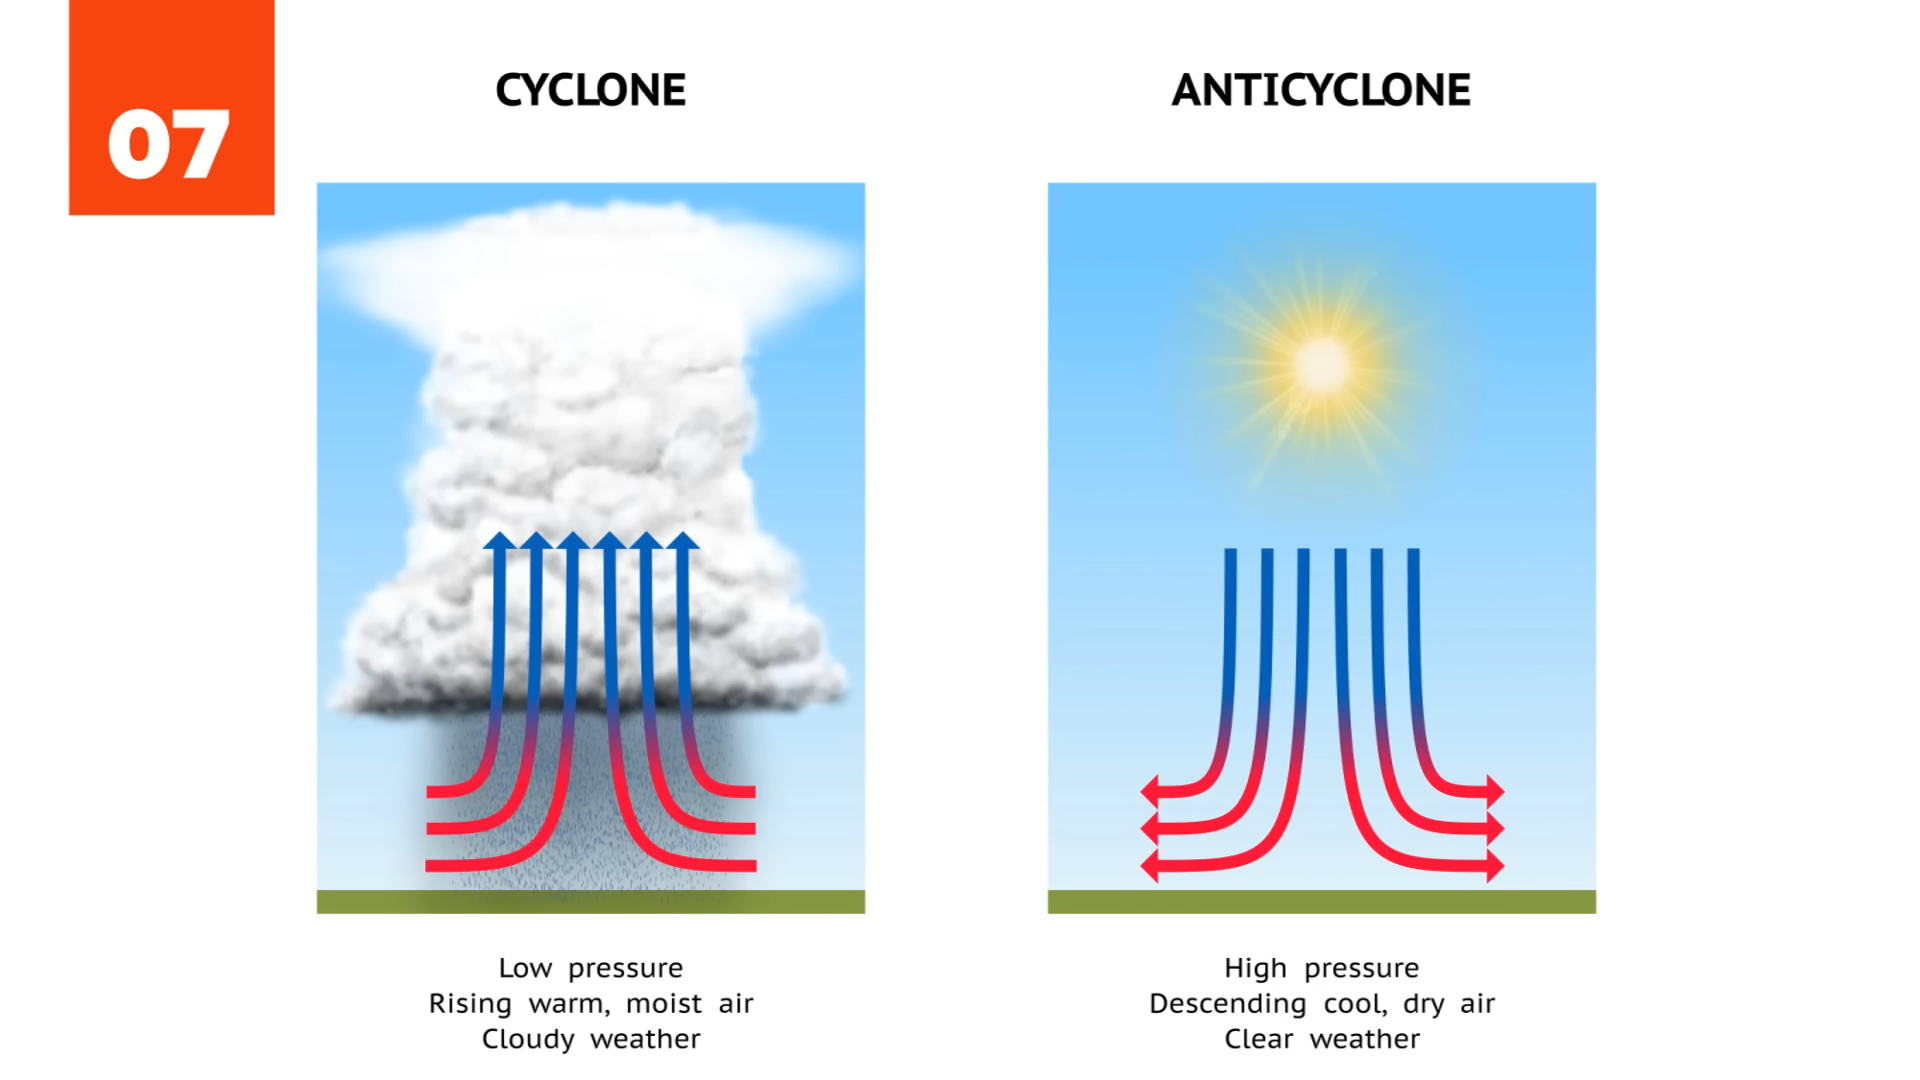 07
CYCLONE
ANTICYCLONE
Low pressure
Rising warm, moist air
Cloudy weather
High pressure
Descending cool, dry air
Clear weather